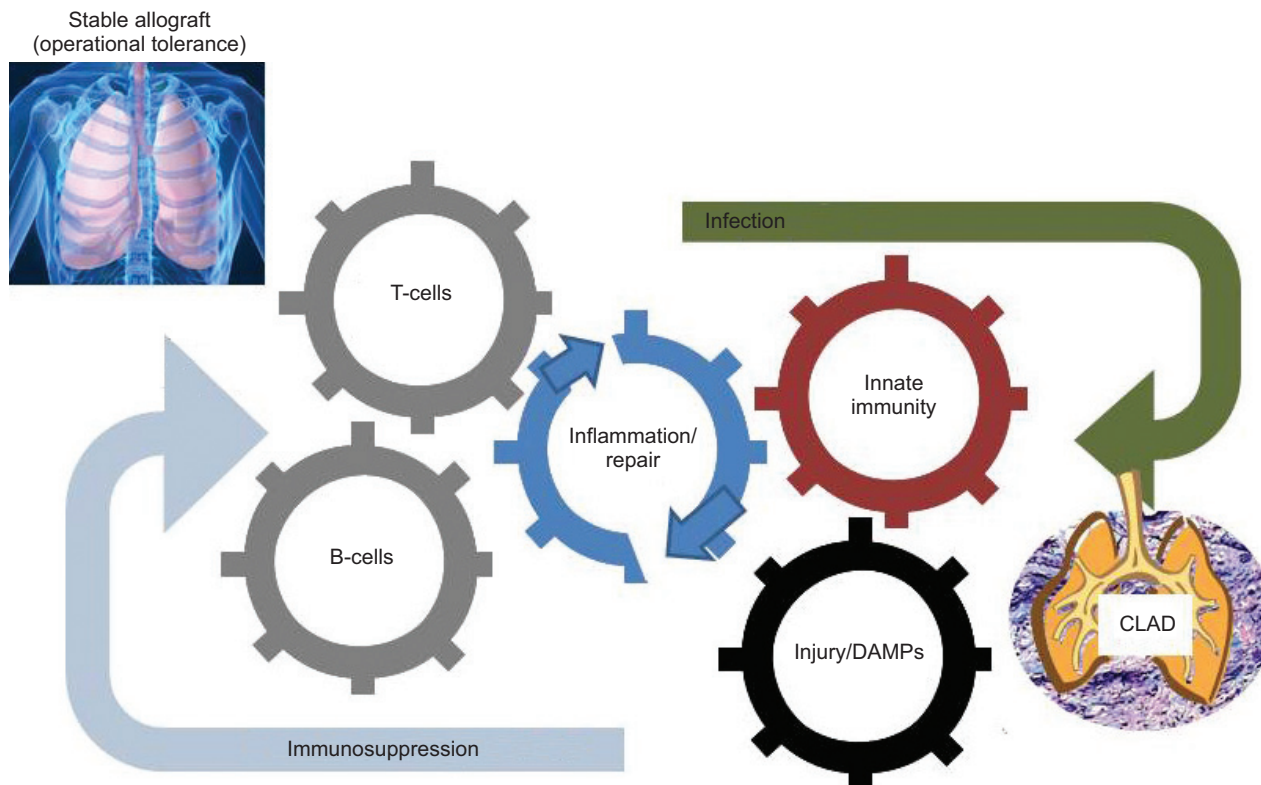 Stable allograft
(operational tolerance)
Infection
T-cells
Innate
immunity
Inflammation/
repair
B-cells
Injury/DAMPs
CLAD
Immunosuppression